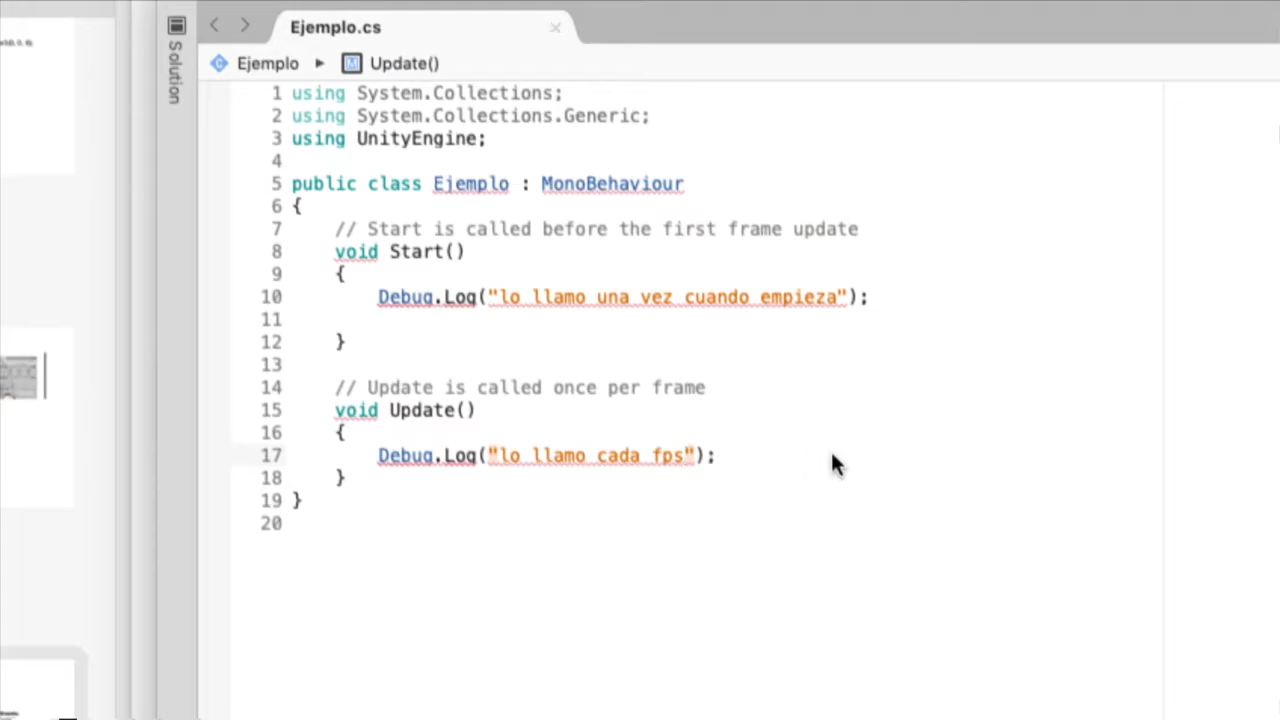 Ejemplo.cs
Solution
Ejemplo
Update()
1 using System.Collections;
2 using System.Collections.Generic;
3 using UnityEngine;
4
5 public class Ejemplo : MonoBehaviour
6 {
7 // Start is called before the first frame update
8 void Start()
9 {
10 Debug.Log("lo llamo una vez cuando empieza");
11
12 }
13
14 // Update is called once per frame
15 void Update()
16 {
17 Debug.Log("lo llamo cada fps");
18 }
19 }
20